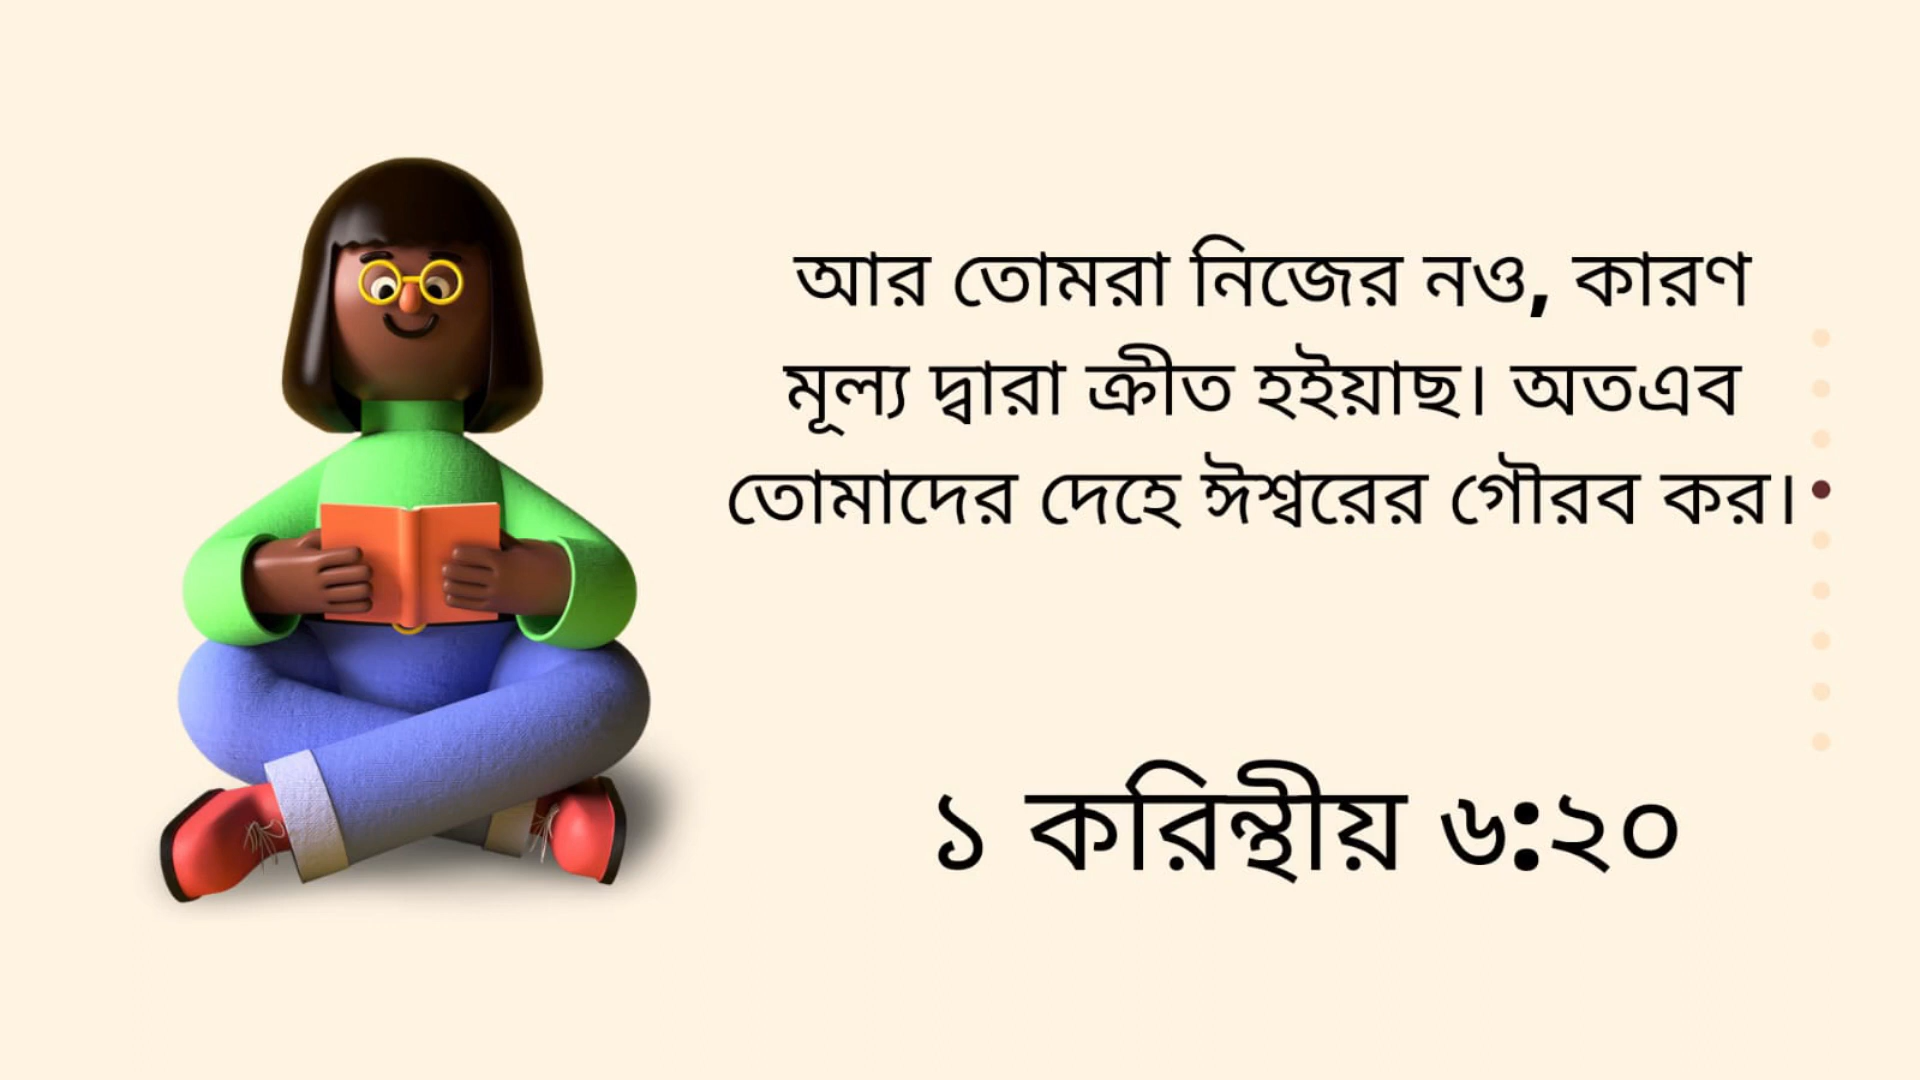 আর তোমরা নিজের নও, কারণ
মূল্য দ্বারা ক্রীত হইয়াছ। অতএব
তোমাদের দেহে ঈশ্বরের গৌরব কর।
১ করিন্থীয় ৬:২০